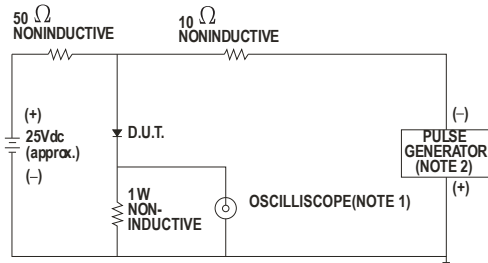 50 Ω
NONINDUCTIVE
10 Ω
NONINDUCTIVE
(+)
25Vdc
(approx.)
(−)
D.U.T.
1W
NON-
INDUCTIVE
OSCILLISCOPE(NOTE 1)
(−)
PULSE
GENERATOR
(NOTE 2)
(+)